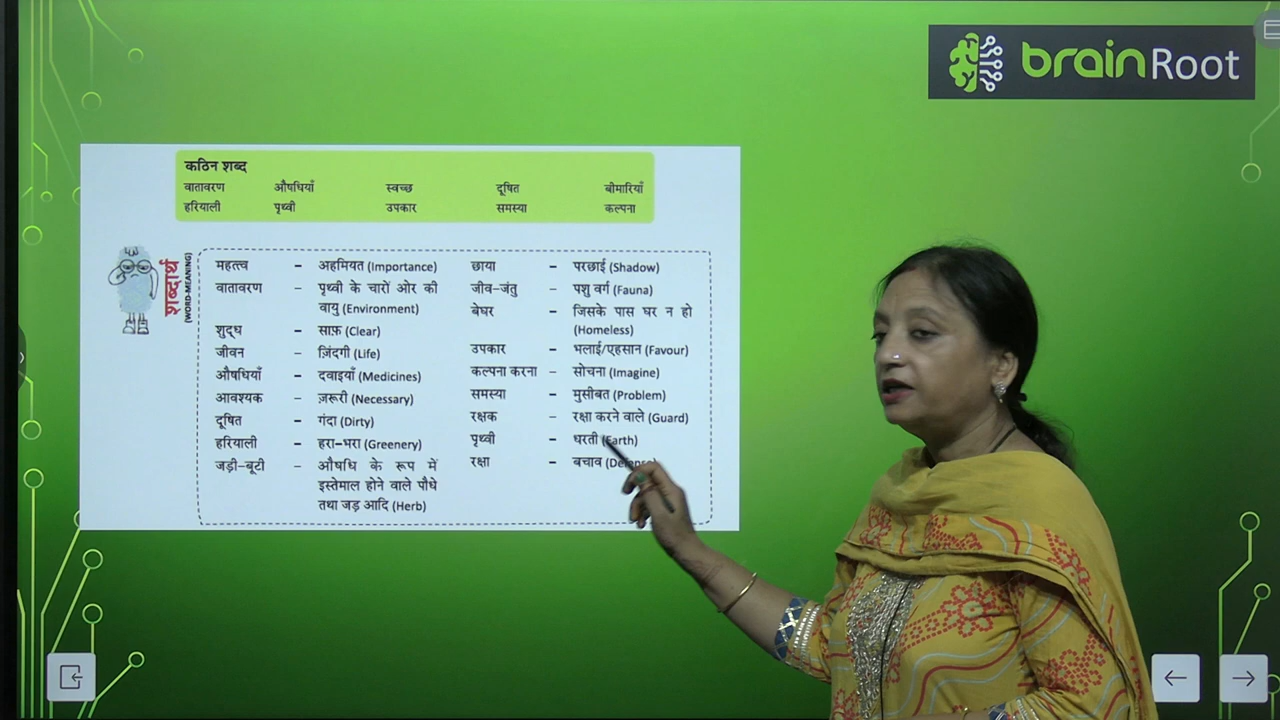 brainRoot
कठिन शब्द
वातावरण औषधियाँ स्वच्छ दूषित बीमारियाँ
हरियाली पृथ्वी उपकार समस्या कल्पना
शब्दार्थ
(WORD-MEANING)
महत्त्व – अहमियत (Importance)
वातावरण – पृथ्वी के चारों ओर की
वायु (Environment)
शुद्ध – साफ़ (Clear)
जीवन – ज़िंदगी (Life)
औषधियाँ – दवाइयाँ (Medicines)
आवश्यक – ज़रूरी (Necessary)
दूषित – गंदा (Dirty)
हरियाली – हरा-भरा (Greenery)
जड़ी-बूटी – औषधि के रूप में
इस्तेमाल होने वाले पौधे
तथा जड़ आदि (Herb)
छाया – परछाई (Shadow)
जीव-जंतु – पशु वर्ग (Fauna)
बेघर – जिसके पास घर न हो
(Homeless)
उपकार – भलाई/एहसान (Favour)
कल्पना करना – सोचना (Imagine)
समस्या – मुसीबत (Problem)
रक्षक – रक्षा करने वाले (Guard)
पृथ्वी – धरती (Earth)
रक्षा – बचाव (Defense)